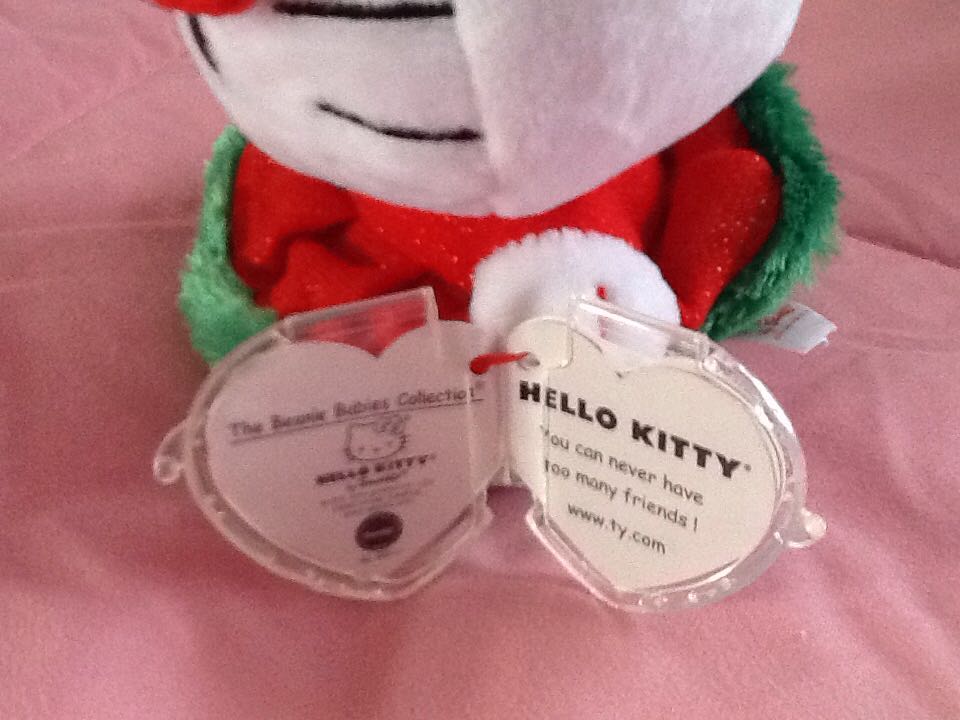 The Beanie Babies Collection®
HELLO KITTY®
HELLO KITTY®
You can never have
too many friends !
www.ty.com